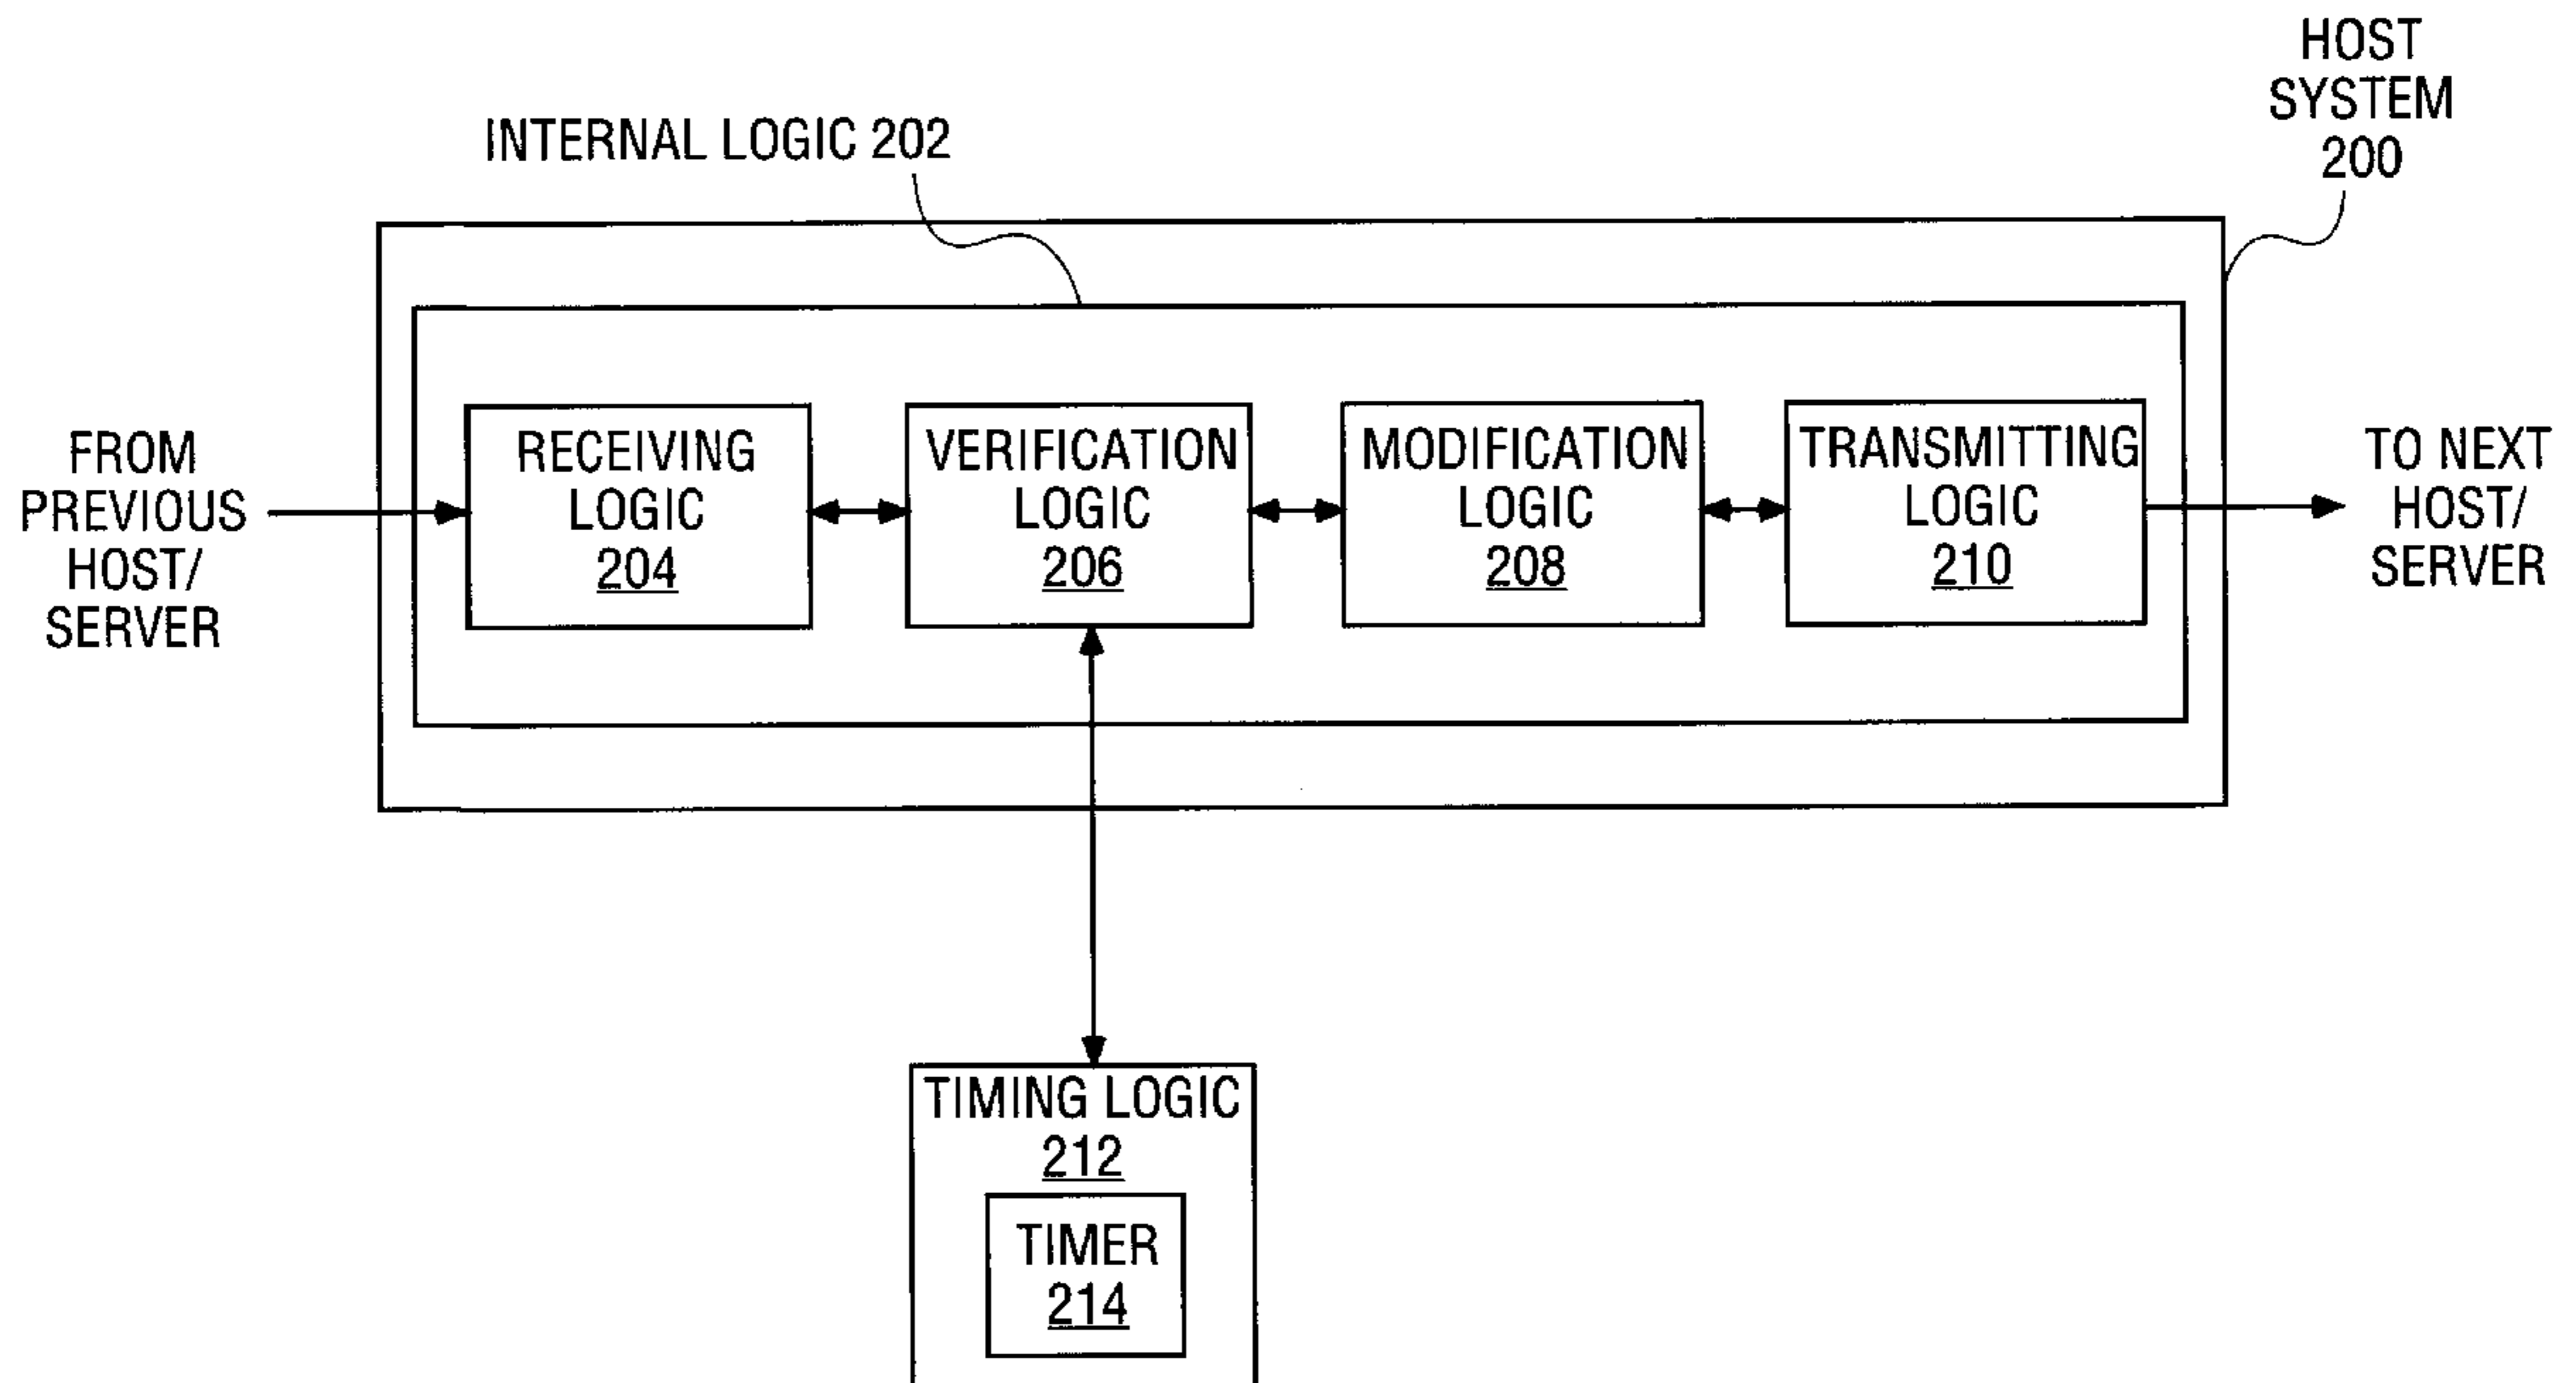 HOST
SYSTEM
200
INTERNAL LOGIC 202
FROM
PREVIOUS
HOST/
SERVER
RECEIVING
LOGIC
204
VERIFICATION
LOGIC
206
MODIFICATION
LOGIC
208
TRANSMITTING
LOGIC
210
TO NEXT
HOST/
SERVER
TIMING LOGIC
212
TIMER
214